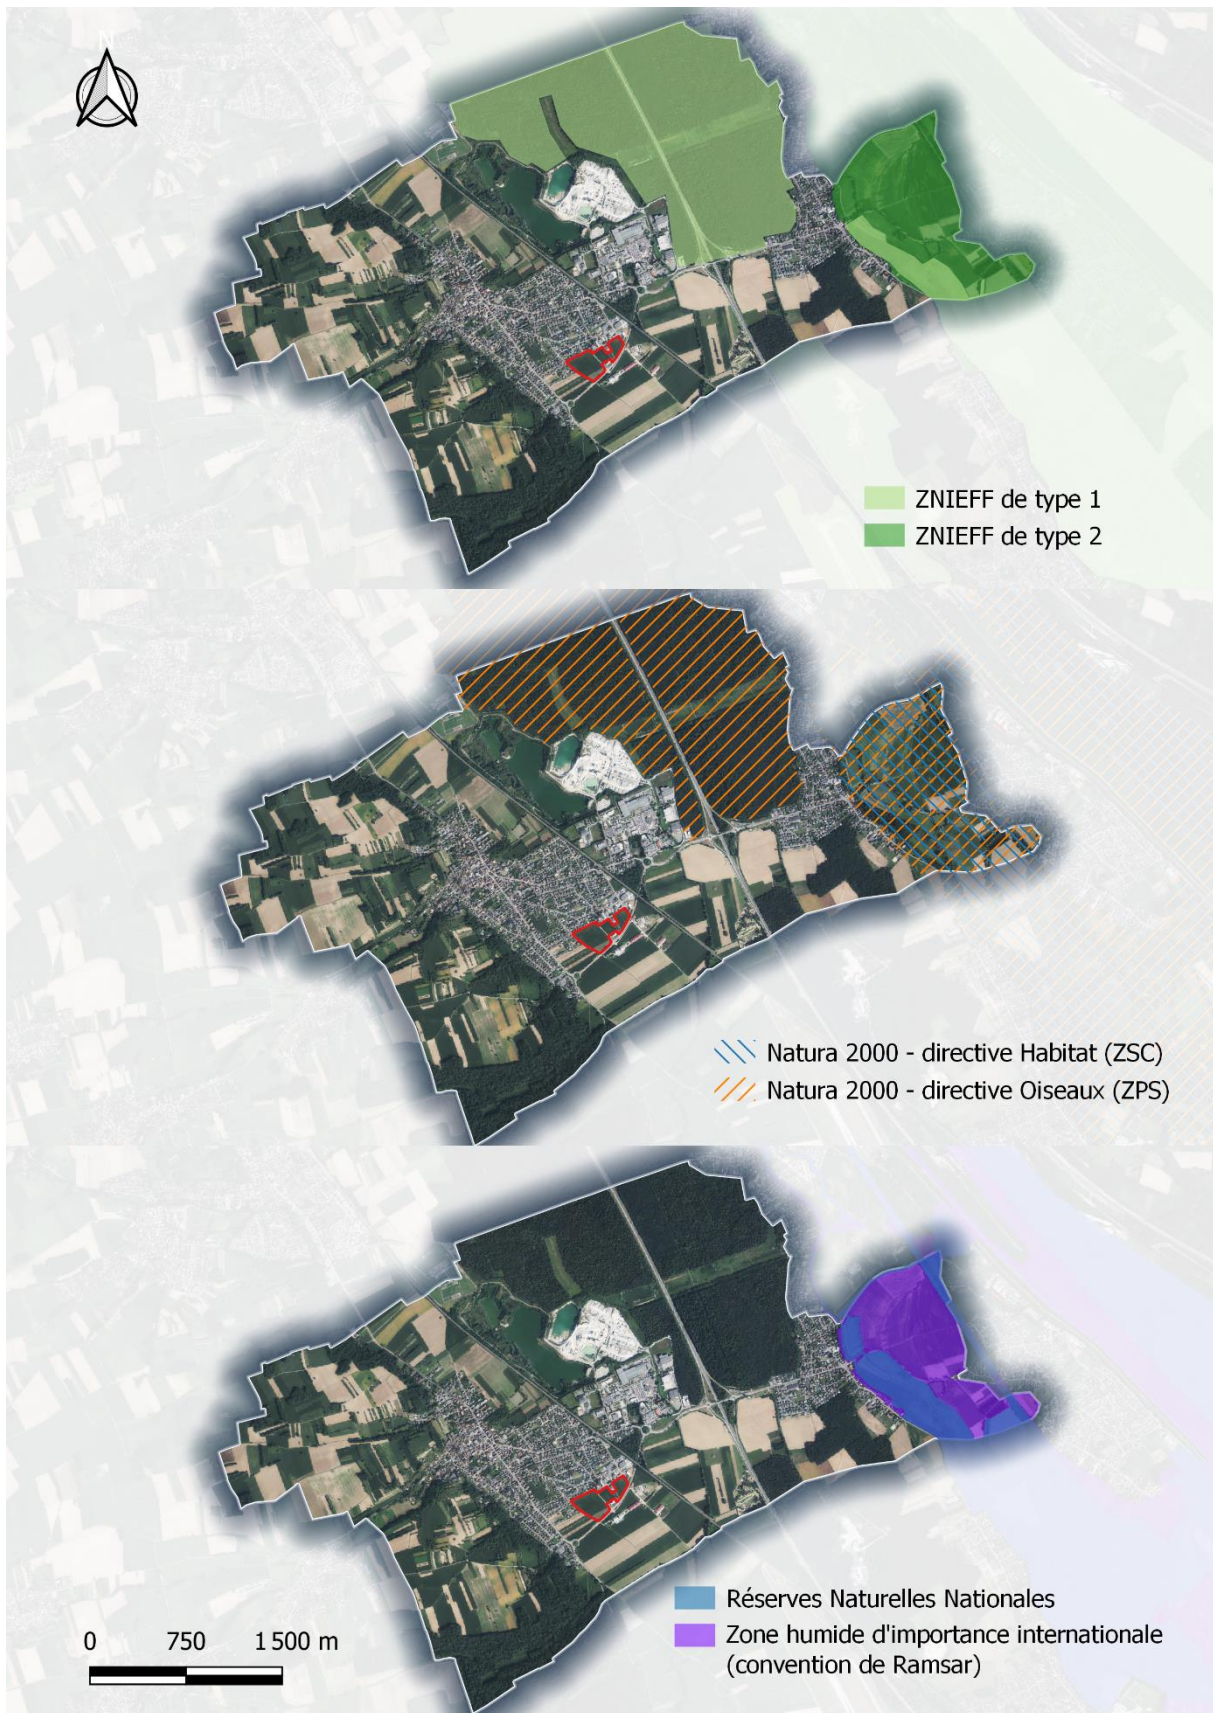 N
ZNIEFF de type 1
ZNIEFF de type 2
Natura 2000 - directive Habitat (ZSC)
Natura 2000 - directive Oiseaux (ZPS)
Réserves Naturelles Nationales
Zone humide d'importance internationale
(convention de Ramsar)
0 750 1 500 m